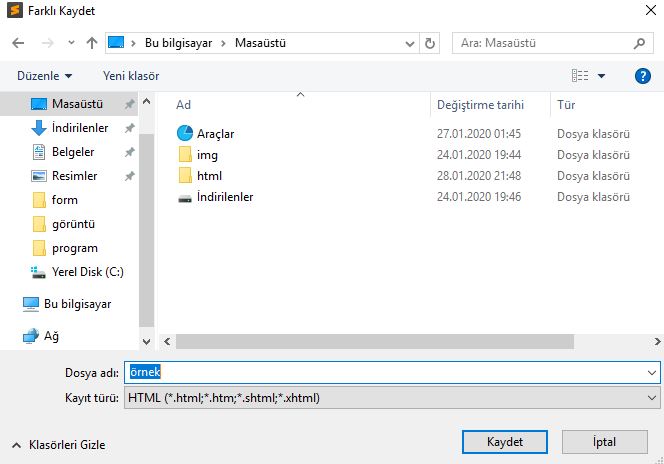 Farklı Kaydet
Bu bilgisayar > Masaüstü
Ara: Masaüstü
Düzenle
Yeni klasör
?
Masaüstü
İndirilenler
Belgeler
Resimler
form
görüntü
program
Yerel Disk (C:)
Bu bilgisayar
Ağ
Ad Değiştirme tarihi Tür
Araçlar 27.01.2020 01:45 Dosya klasörü
img 24.01.2020 19:44 Dosya klasörü
html 28.01.2020 21:48 Dosya klasörü
İndirilenler 24.01.2020 19:46 Dosya klasörü
Dosya adı: örnek
Kayıt türü: HTML (*.html;*.htm;*.shtml;*.xhtml)
Klasörleri Gizle
Kaydet
İptal